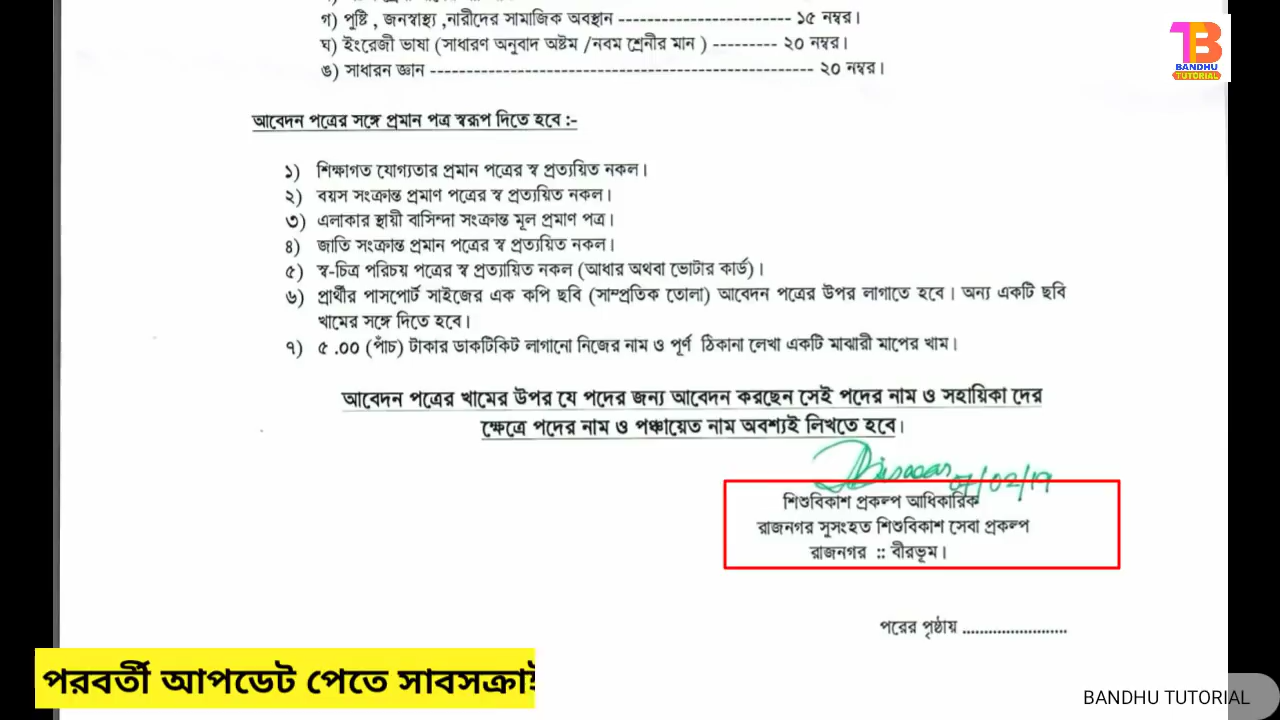 গ) পুষ্টি , জনস্বাস্থ্য ,নারীদের সামাজিক অবস্থান ------------------------ ১৫ নম্বর।
ঘ) ইংরেজী ভাষা (সাধারণ অনুবাদ অষ্টম /নবম শ্রেনীর মান ) --------- ২০ নম্বর।
ঙ) সাধারন জ্ঞান ----------------------------------------------------- ২০ নম্বর।
BANDHU
TUTORIAL
আবেদন পত্রের সঙ্গে প্রমান পত্র স্বরূপ দিতে হবে :-
১) শিক্ষাগত যোগ্যতার প্রমান পত্রের স্ব প্রত্যয়িত নকল।
২) বয়স সংক্রান্ত প্রমাণ পত্রের স্ব প্রত্যয়িত নকল।
৩) এলাকার স্থায়ী বাসিন্দা সংক্রান্ত মূল প্রমাণ পত্র।
৪) জাতি সংক্রান্ত প্রমান পত্রের স্ব প্রত্যয়িত নকল।
৫) স্ব-চিত্র পরিচয় পত্রের স্ব প্রত্যায়িত নকল (আধার অথবা ভোটার কার্ড)।
৬) প্রার্থীর পাসপোর্ট সাইজের এক কপি ছবি (সাম্প্রতিক তোলা) আবেদন পত্রের উপর লাগাতে হবে। অন্য একটি ছবি
খামের সঙ্গে দিতে হবে।
৭) ৫ .০০ (পাঁচ) টাকার ডাকটিকিট লাগানো নিজের নাম ও পূর্ণ ঠিকানা লেখা একটি মাঝারী মাপের খাম।
আবেদন পত্রের খামের উপর যে পদের জন্য আবেদন করছেন সেই পদের নাম ও সহায়িকা দের
ক্ষেত্রে পদের নাম ও পঞ্চায়েত নাম অবশ্যই লিখতে হবে।
07/02/19
শিশুবিকাশ প্রকল্প আধিকারিক
রাজনগর সুসংহত শিশুবিকাশ সেবা প্রকল্প
রাজনগর :: বীরভূম।
পরের পৃষ্ঠায় ........................
পরবর্তী আপডেট পেতে সাবসক্রাই
BANDHU TUTORIAL